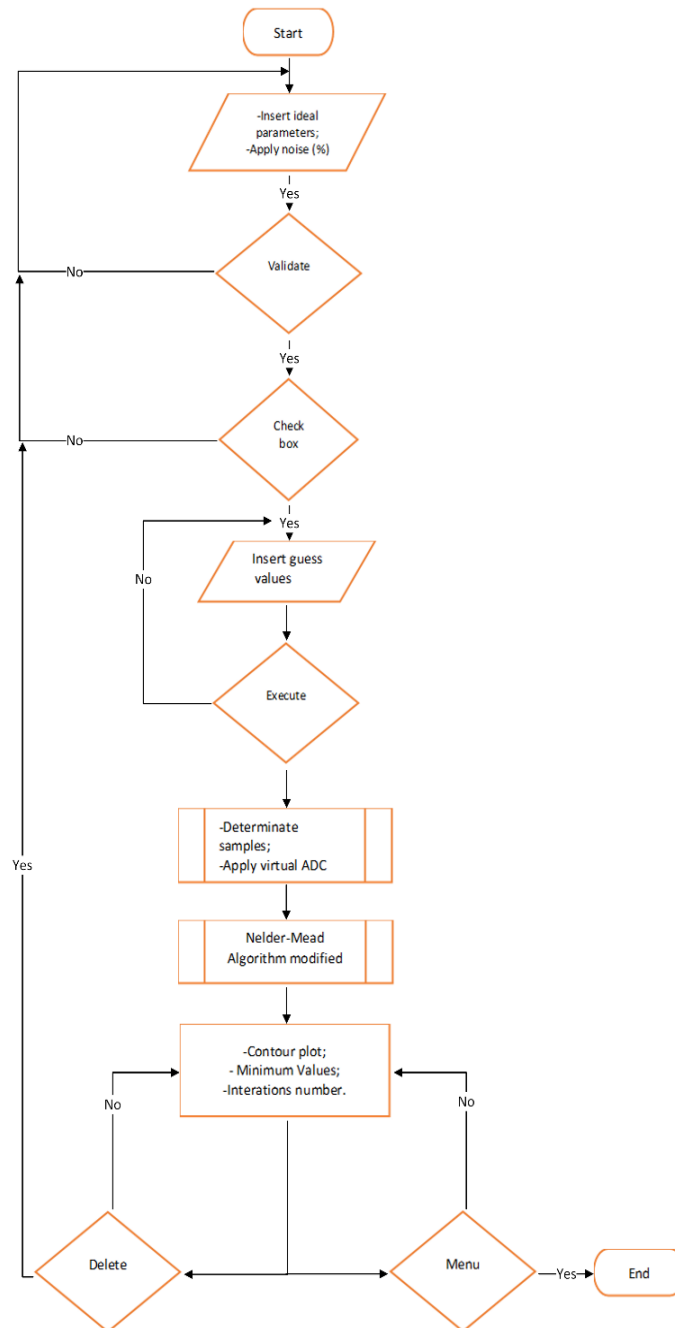 Start
-Insert ideal
parameters;
-Apply noise (%)
Yes
Validate
No
Yes
Check
box
No
Yes
Insert guess
values
No
Execute
-Determinate
samples;
-Apply virtual ADC
Yes
Nelder-Mead
Algorithm modified
-Contour plot;
- Minimum Values;
-Interations number.
No
No
Delete
Menu
Yes
End